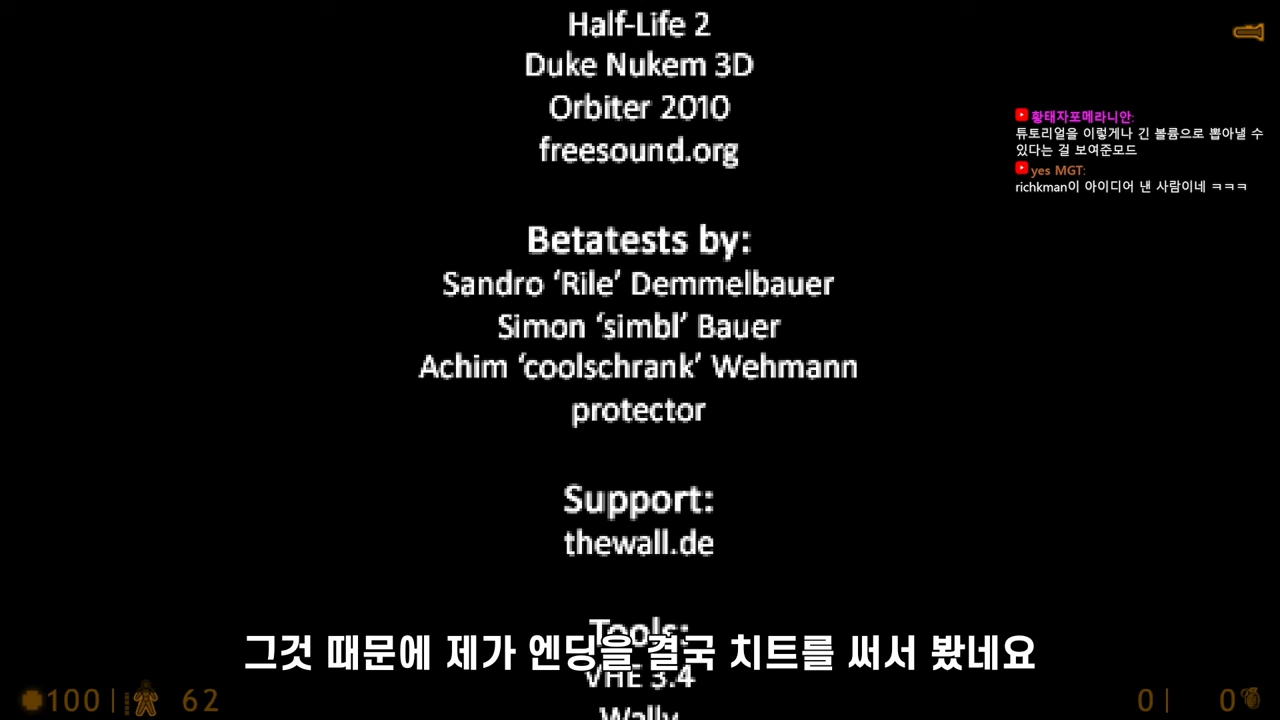 Half-Life 2
Duke Nukem 3D
Orbiter 2010
freesound.org
Betatests by:
Sandro ‘Rile’ Demmelbauer
Simon ‘simbl’ Bauer
Achim ‘coolschrank’ Wehmann
protector
Support:
thewall.de
Tools:
VHE 3.4
Wally
황태자포메라니안:
튜토리얼을 이렇게나 긴 볼륨으로 뽑아낼 수
있다는 걸 보여준모드
yes MGT:
richkman이 아이디어 낸 사람이네 ㅋㅋㅋ
그것 때문에 제가 엔딩을 결국 치트를 써서 봤네요
100 | 62
0 | 0